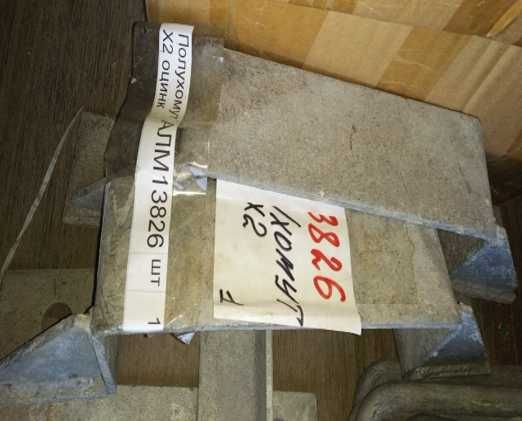 Полухомут
Х2 оцинк АЛМ13826 шт 1
3826
хомут
х2
1